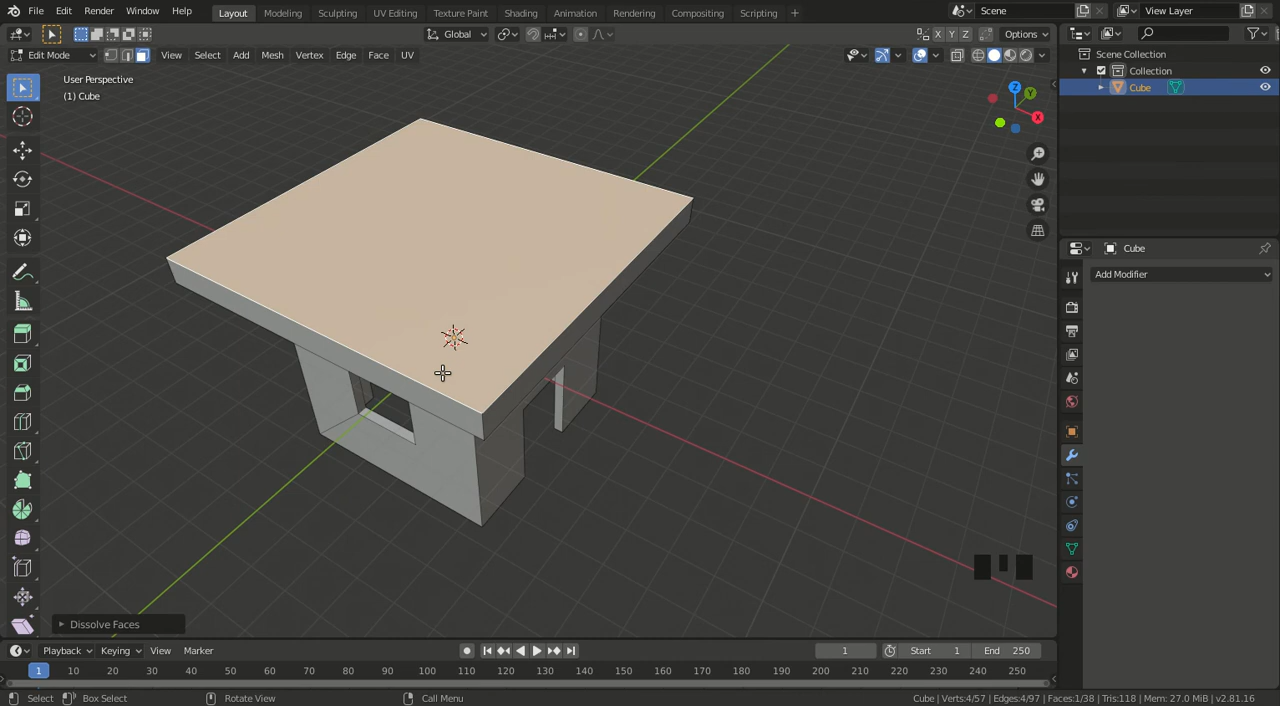 File Edit Render Window Help Layout Modeling Sculpting UV Editing Texture Paint Shading Animation Rendering Compositing Scripting + Scene View Layer
Global X Y Z Options
Edit Mode View Select Add Mesh Vertex Edge Face UV
Scene Collection
Collection
Cube
User Perspective
(1) Cube
Z
Y
X
Cube
Add Modifier
Dissolve Faces
Playback Keying View Marker 1 Start 1 End 250
1 10 20 30 40 50 60 70 80 90 100 110 120 130 140 150 160 170 180 190 200 210 220 230 240 250
Select Box Select Rotate View Call Menu Cube | Verts:4/57 | Edges:4/97 | Faces:1/38 | Tris:118 | Mem: 27.0 MiB | v2.81.16